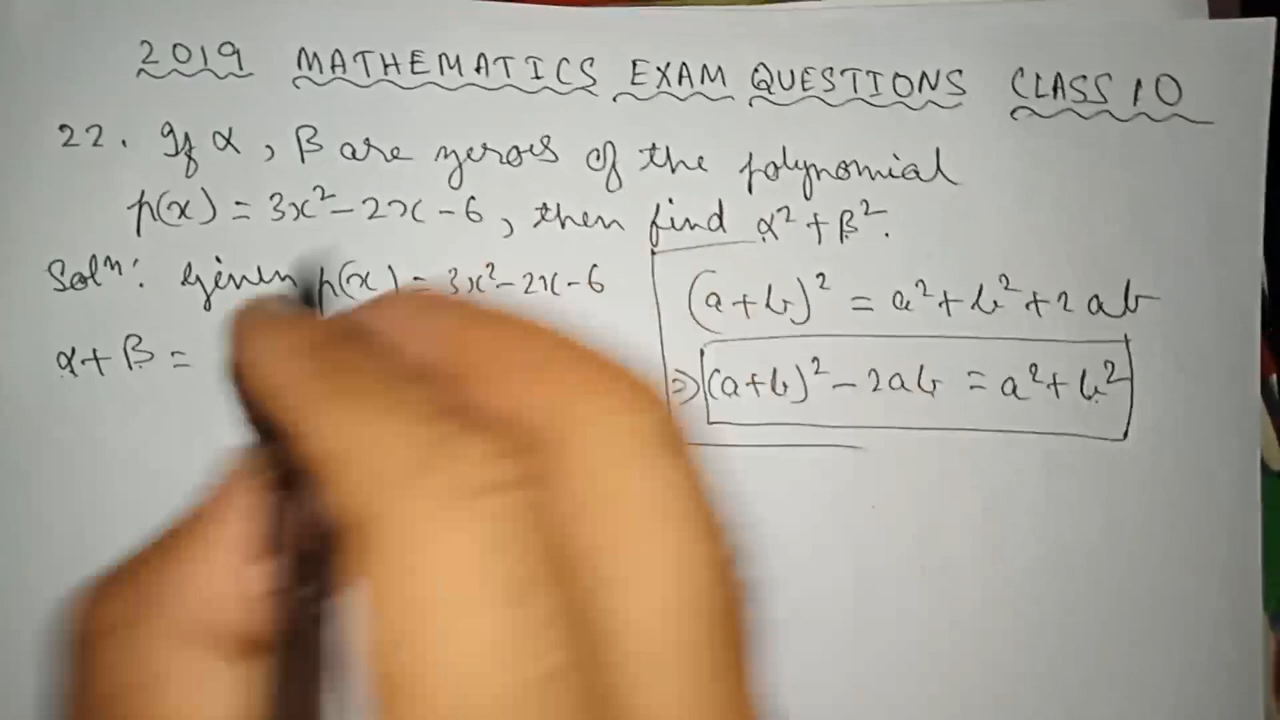 2019 MATHEMATICS EXAM QUESTIONS CLASS 10
22. If α, β are zeroes of the polynomial
p(x) = 3x² - 2x - 6, then find α² + β².
Solⁿ: Given p(x) = 3x² - 2x - 6
α + β =
(a + b)² = a² + b² + 2ab
⇒ (a + b)² - 2ab = a² + b²